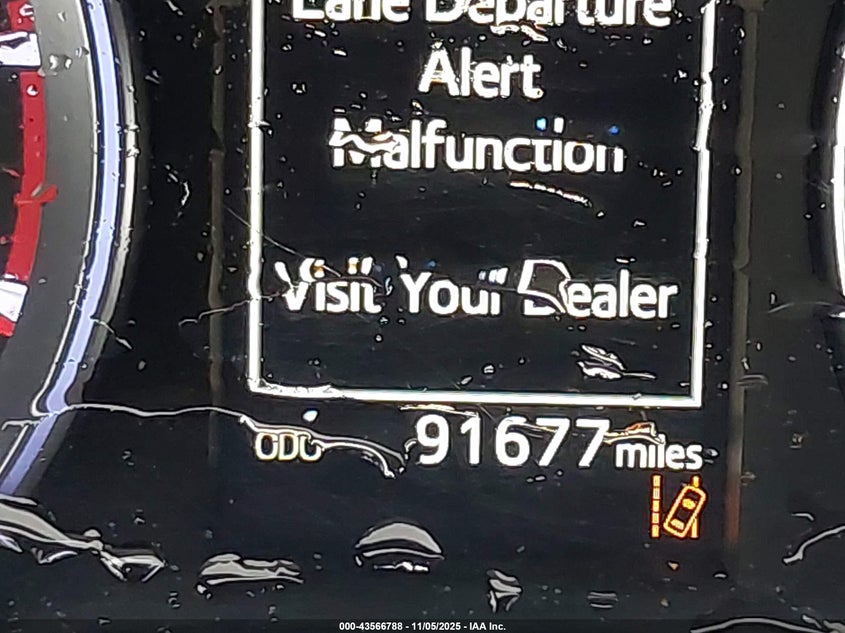 Lane Departure
Alert
Malfunction
Visit Your Dealer
ODO 91677 miles
000-43566788 - 11/05/2025 - IAA Inc.